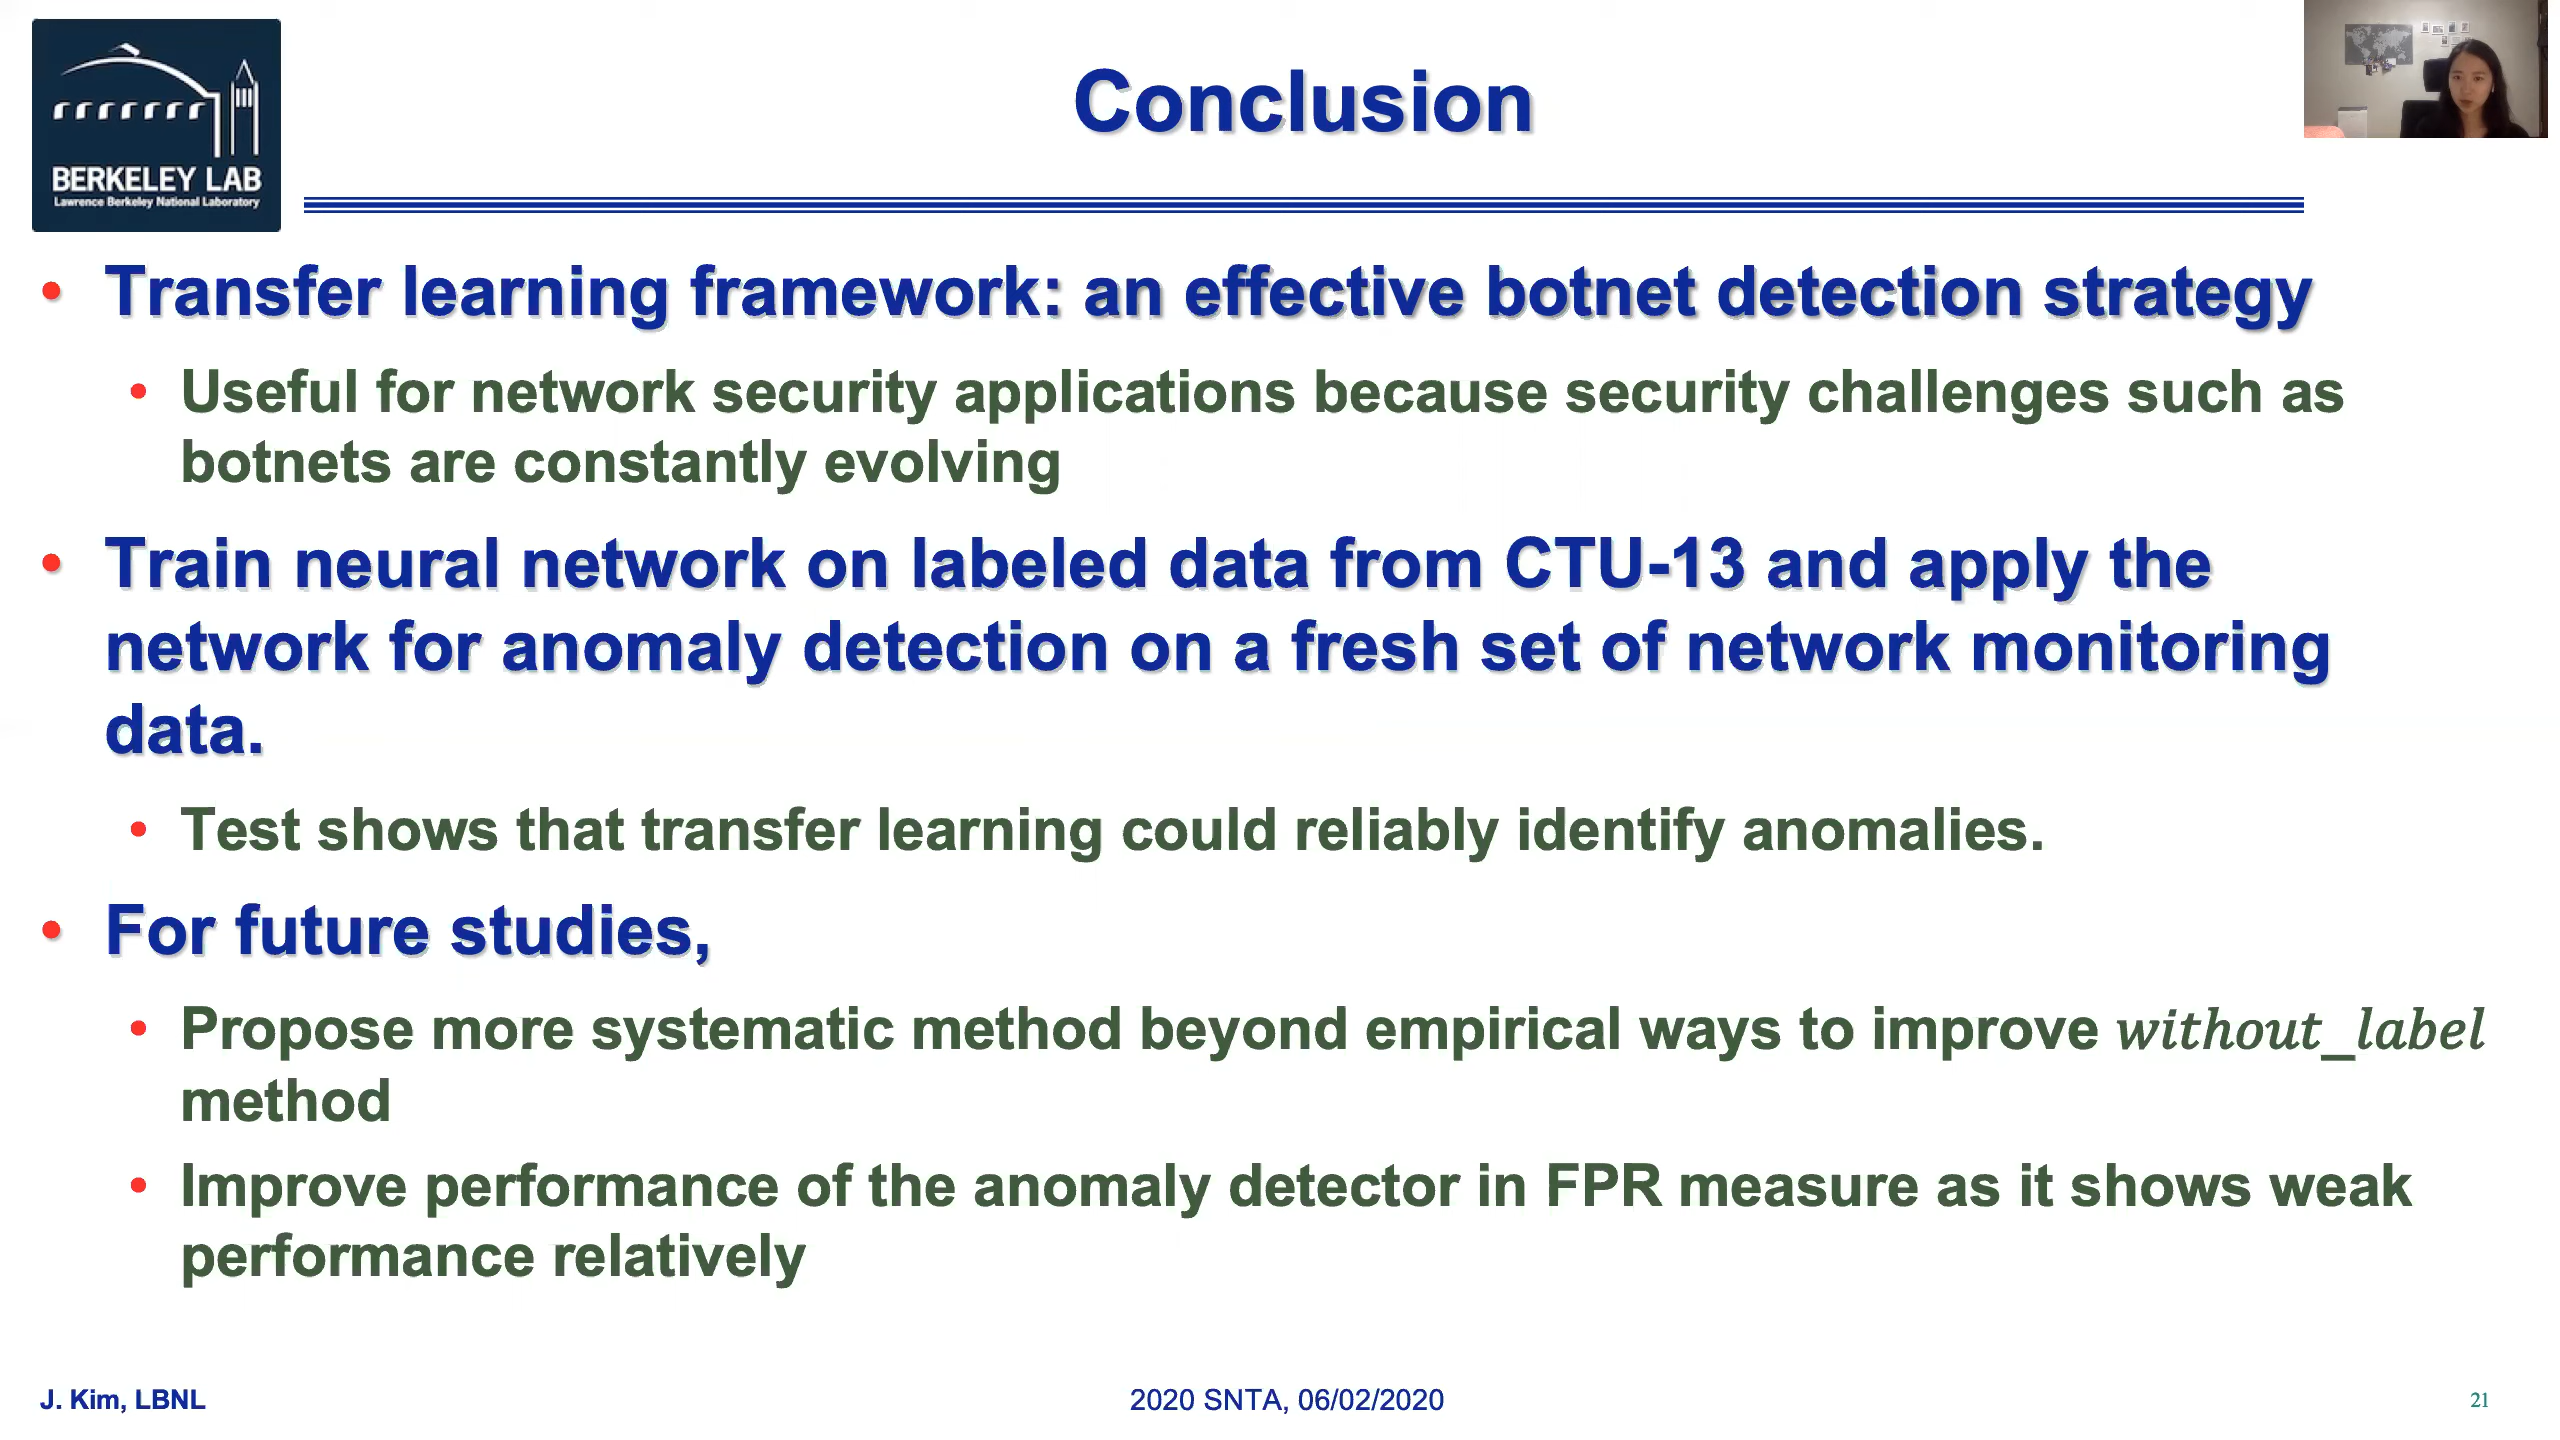 BERKELEY LAB
Lawrence Berkeley National Laboratory
Conclusion
• Transfer learning framework: an effective botnet detection strategy
• Useful for network security applications because security challenges such as
botnets are constantly evolving
• Train neural network on labeled data from CTU-13 and apply the
network for anomaly detection on a fresh set of network monitoring
data.
• Test shows that transfer learning could reliably identify anomalies.
• For future studies,
• Propose more systematic method beyond empirical ways to improve without_label
method
• Improve performance of the anomaly detector in FPR measure as it shows weak
performance relatively
J. Kim, LBNL
2020 SNTA, 06/02/2020
21